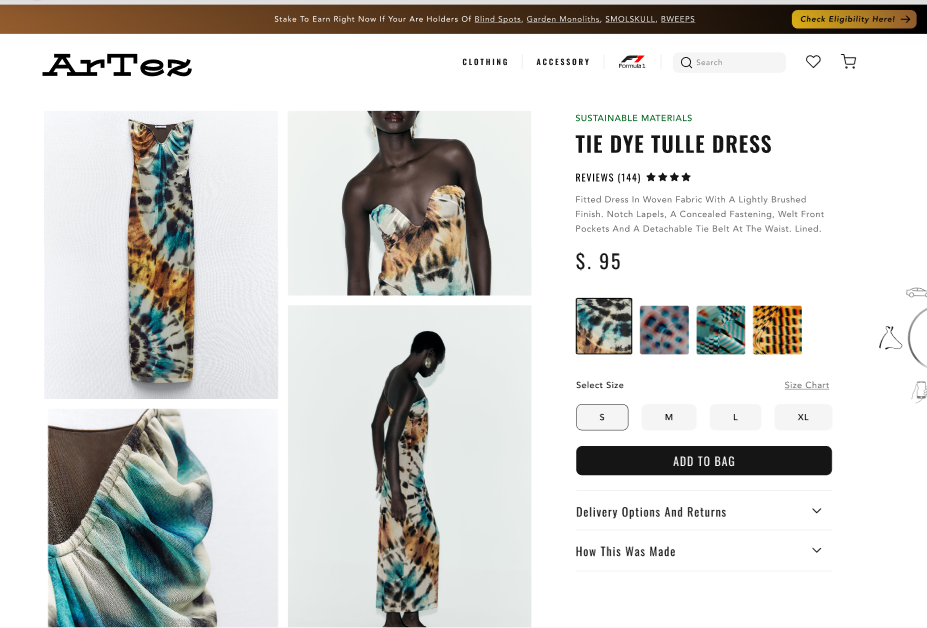 Stake To Earn Right Now If Your Are Holders Of Blind Spots, Garden Monoliths, SMOLSKULL, BWEEPS
Check Eligibility Here! →
ArTez
CLOTHING
ACCESSORY
Formula 1
Search
SUSTAINABLE MATERIALS
TIE DYE TULLE DRESS
REVIEWS (144) ★★★★
Fitted Dress In Woven Fabric With A Lightly Brushed
Finish. Notch Lapels, A Concealed Fastening, Welt Front
Pockets And A Detachable Tie Belt At The Waist. Lined.
$. 95
Select Size
Size Chart
S
M
L
XL
ADD TO BAG
Delivery Options And Returns
How This Was Made